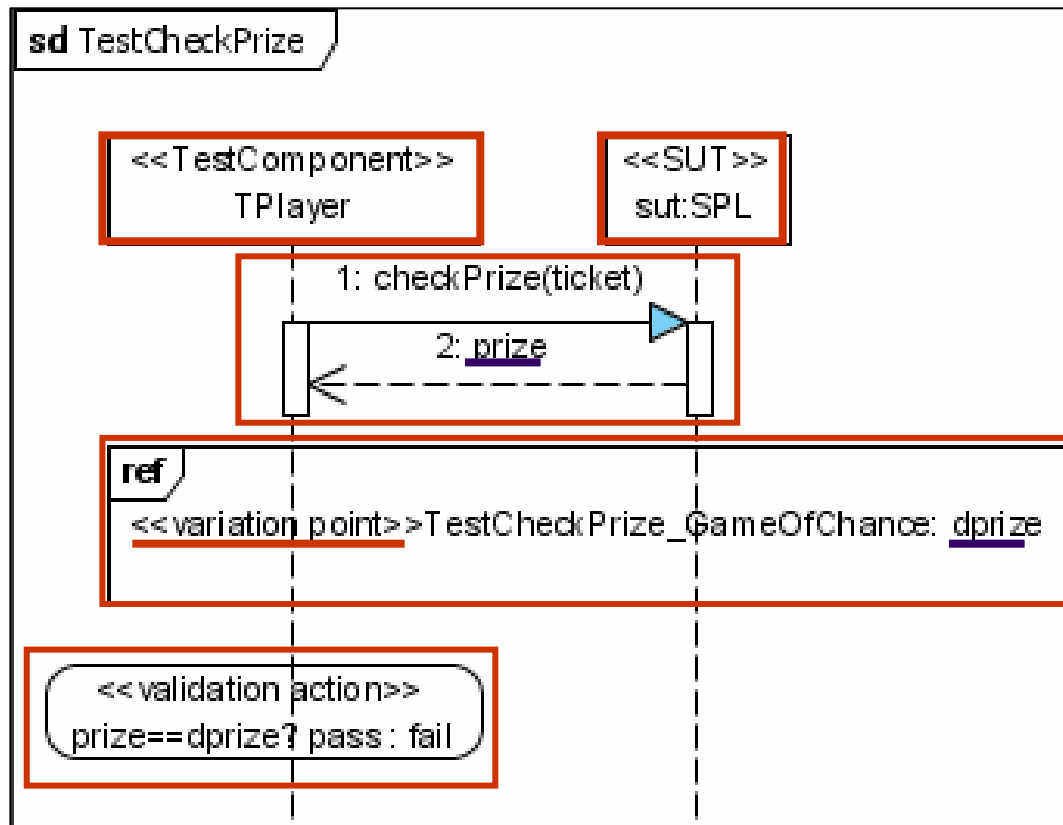 sd TestCheckPrize
<<TestComponent>>
TPlayer
<<SUT>>
sut:SPL
1: checkPrize(ticket)
2: prize
ref
<<variation point>>TestCheckPrize_GameOfChance: dprize
<<validation action>>
prize==dprize? pass : fail